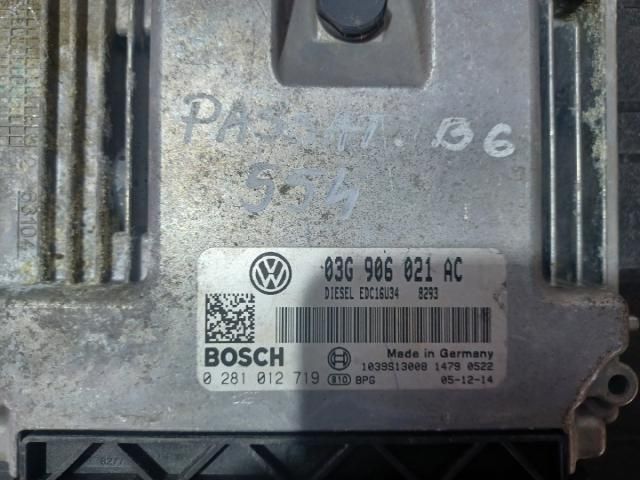 PASSAT. B6
554
03G 906 021 AC
DIESEL EDC16U34 8293
BOSCH
Made in Germany
1039S13008 1479 0522
0 281 012 719 810 BPG 05-12-14